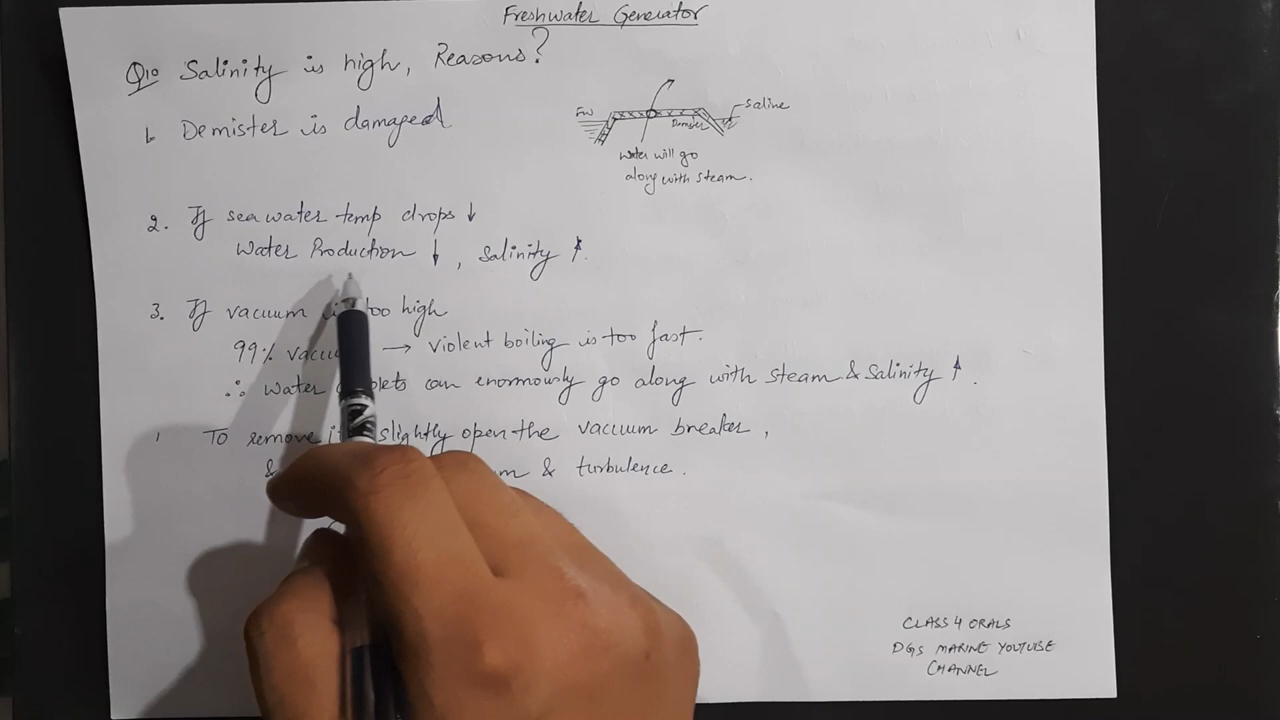 Freshwater Generator
Q10 Salinity is high, Reasons?
1. Demister is damaged
FW
Saline
Demister
Water will go
along with steam.
2. If sea water temp drops ↓
Water Production ↓ , Salinity ↑.
3. If vacuum too high
99% → violent boiling is too fast.
∴ water can enormously go along with steam & Salinity ↑.
To remove slightly open the vacuum breaker,
& & turbulence.
CLASS 4 ORALS
DGS MARINE YOUTUBE
CHANNEL